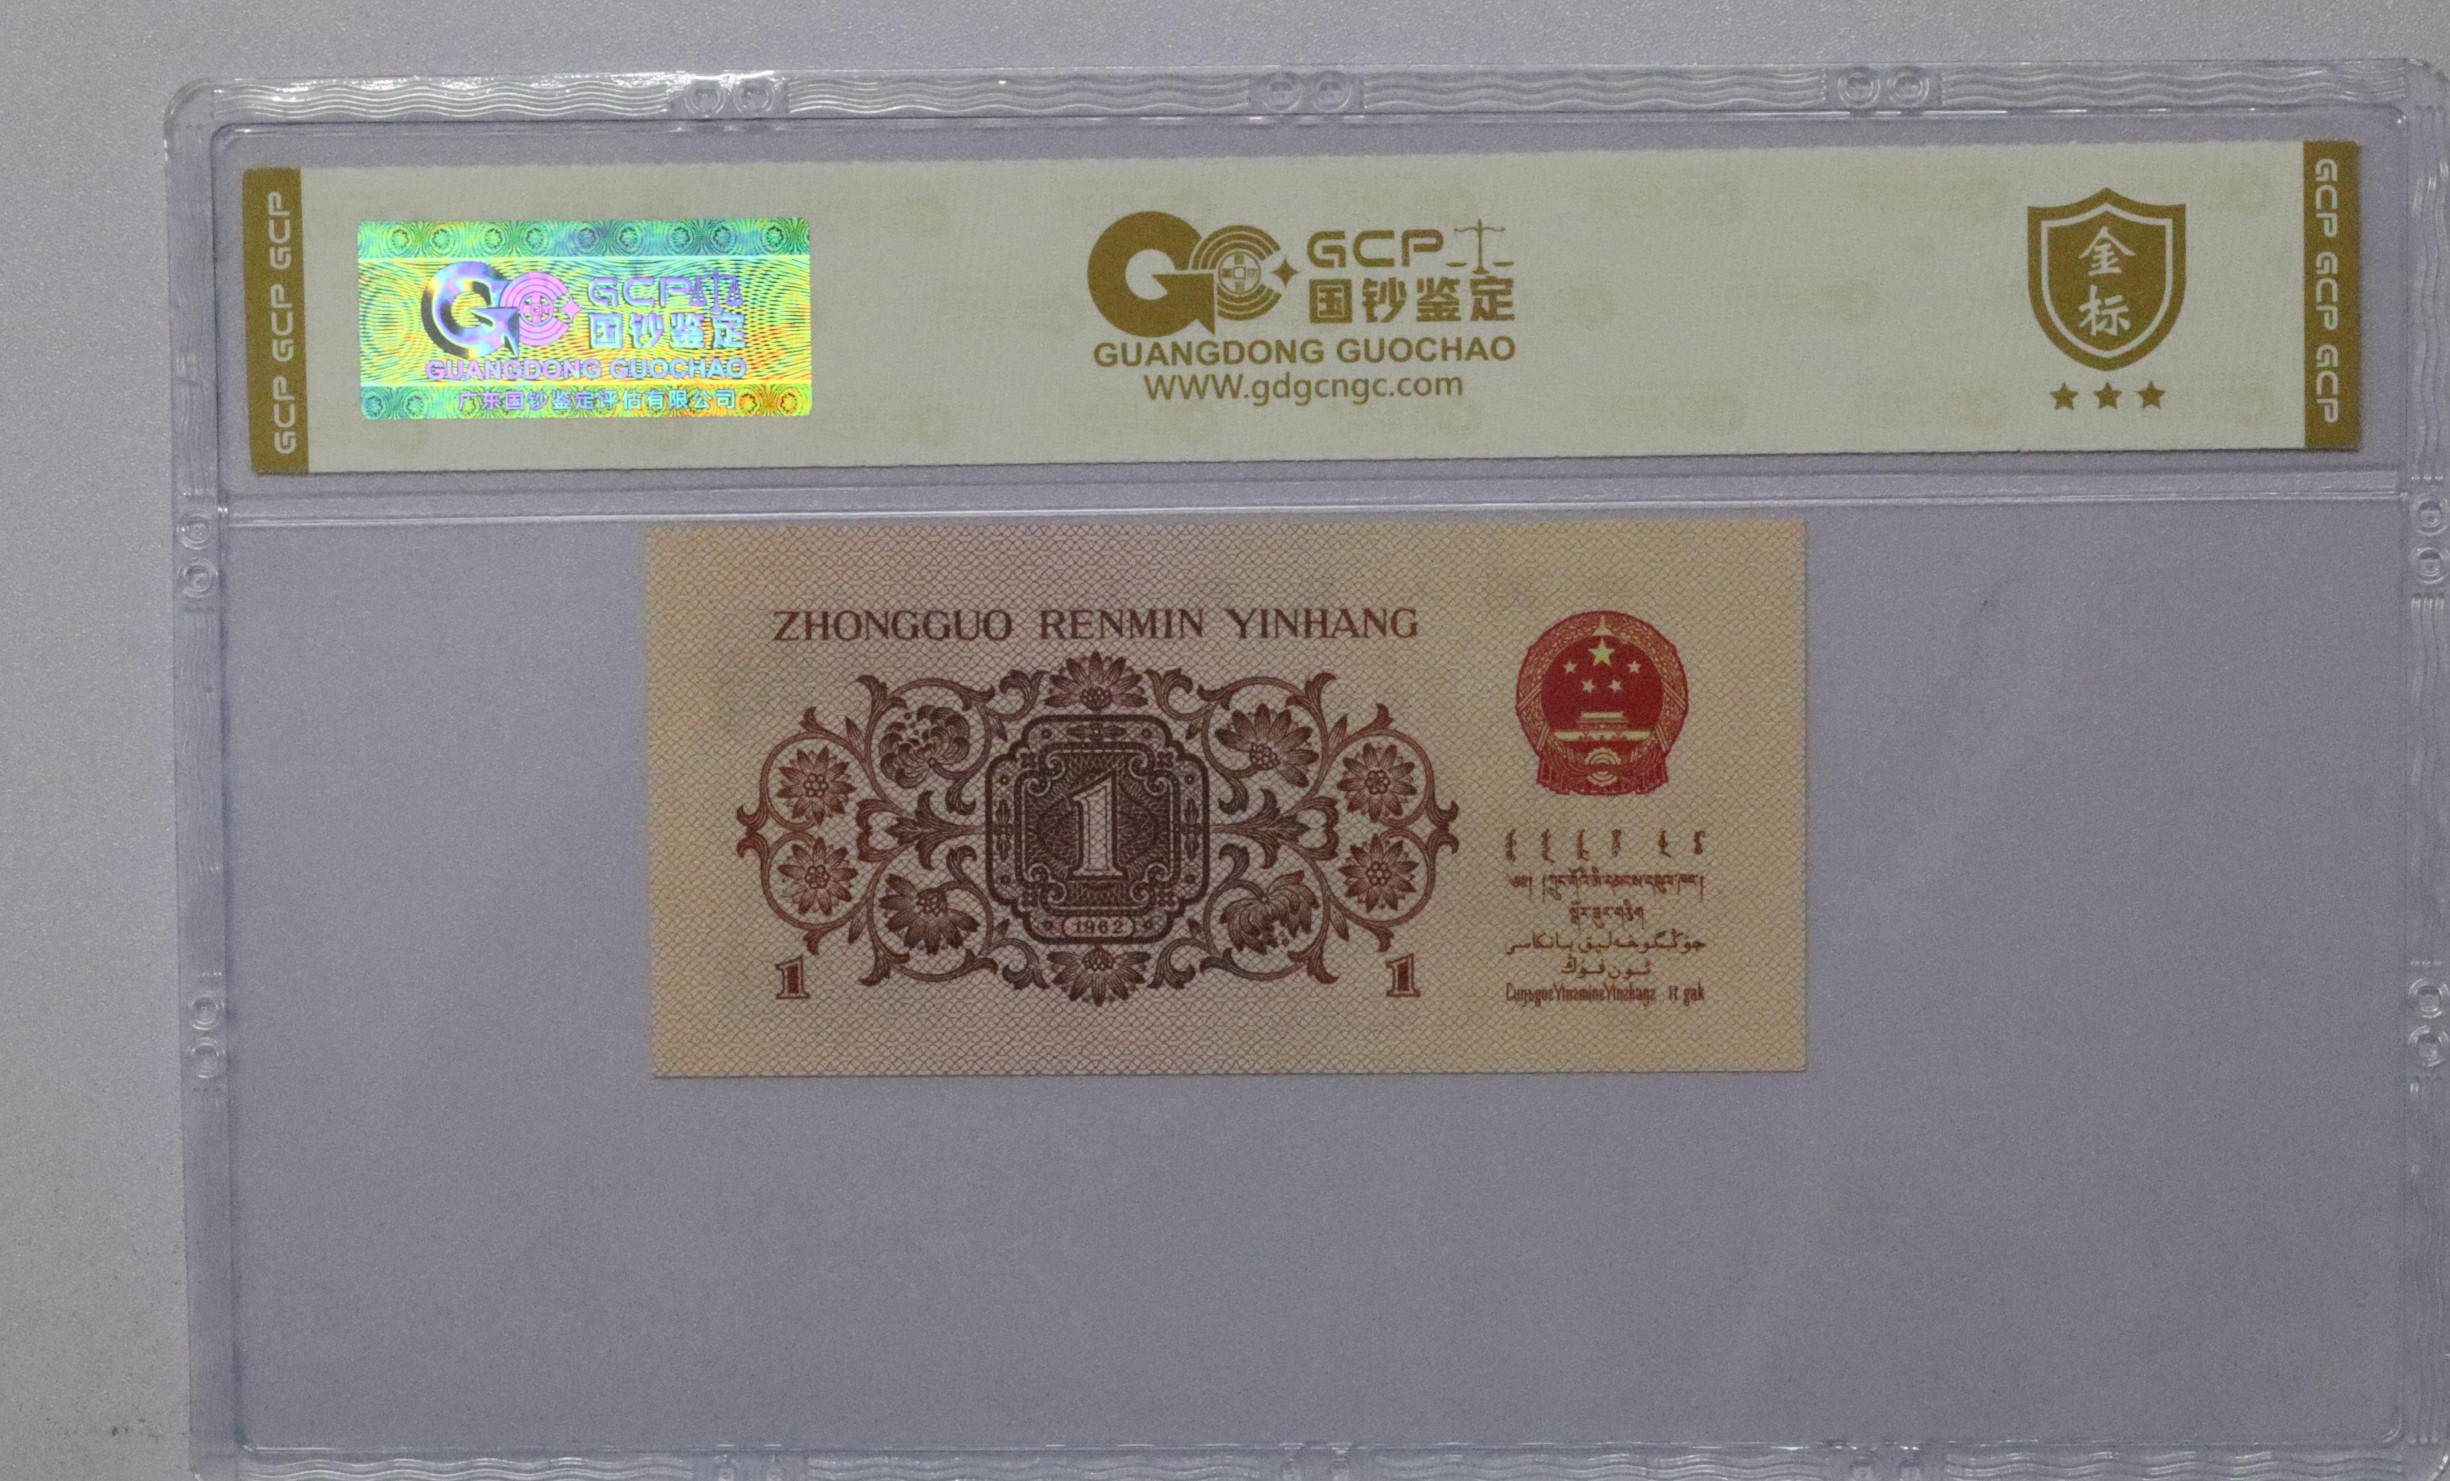 GCP GCP GCP
GCP
国钞鉴定
GUANGDONG GUOCHAO
广东国钞鉴定评估有限公司
GCP
国钞鉴定
GUANGDONG GUOCHAO
WWW.gdgcngc.com
金标
GCP GCP GCP
ZHONGGUO RENMIN YINHANG
1
1962
1
1